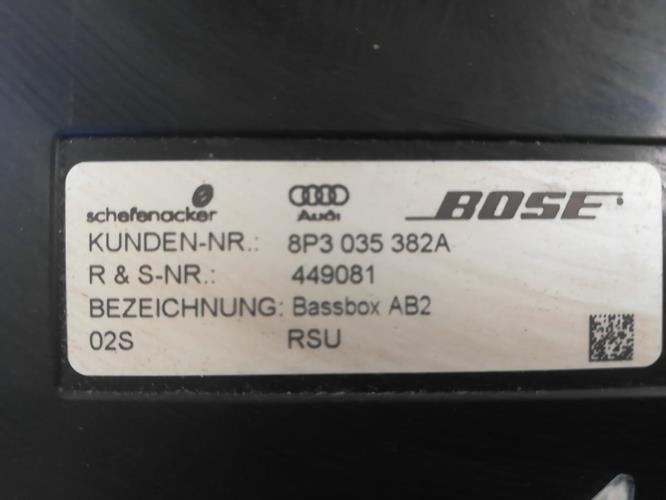 schefenacker Audi BOSE
KUNDEN-NR.: 8P3 035 382A
R & S-NR.: 449081
BEZEICHNUNG: Bassbox AB2
02S RSU